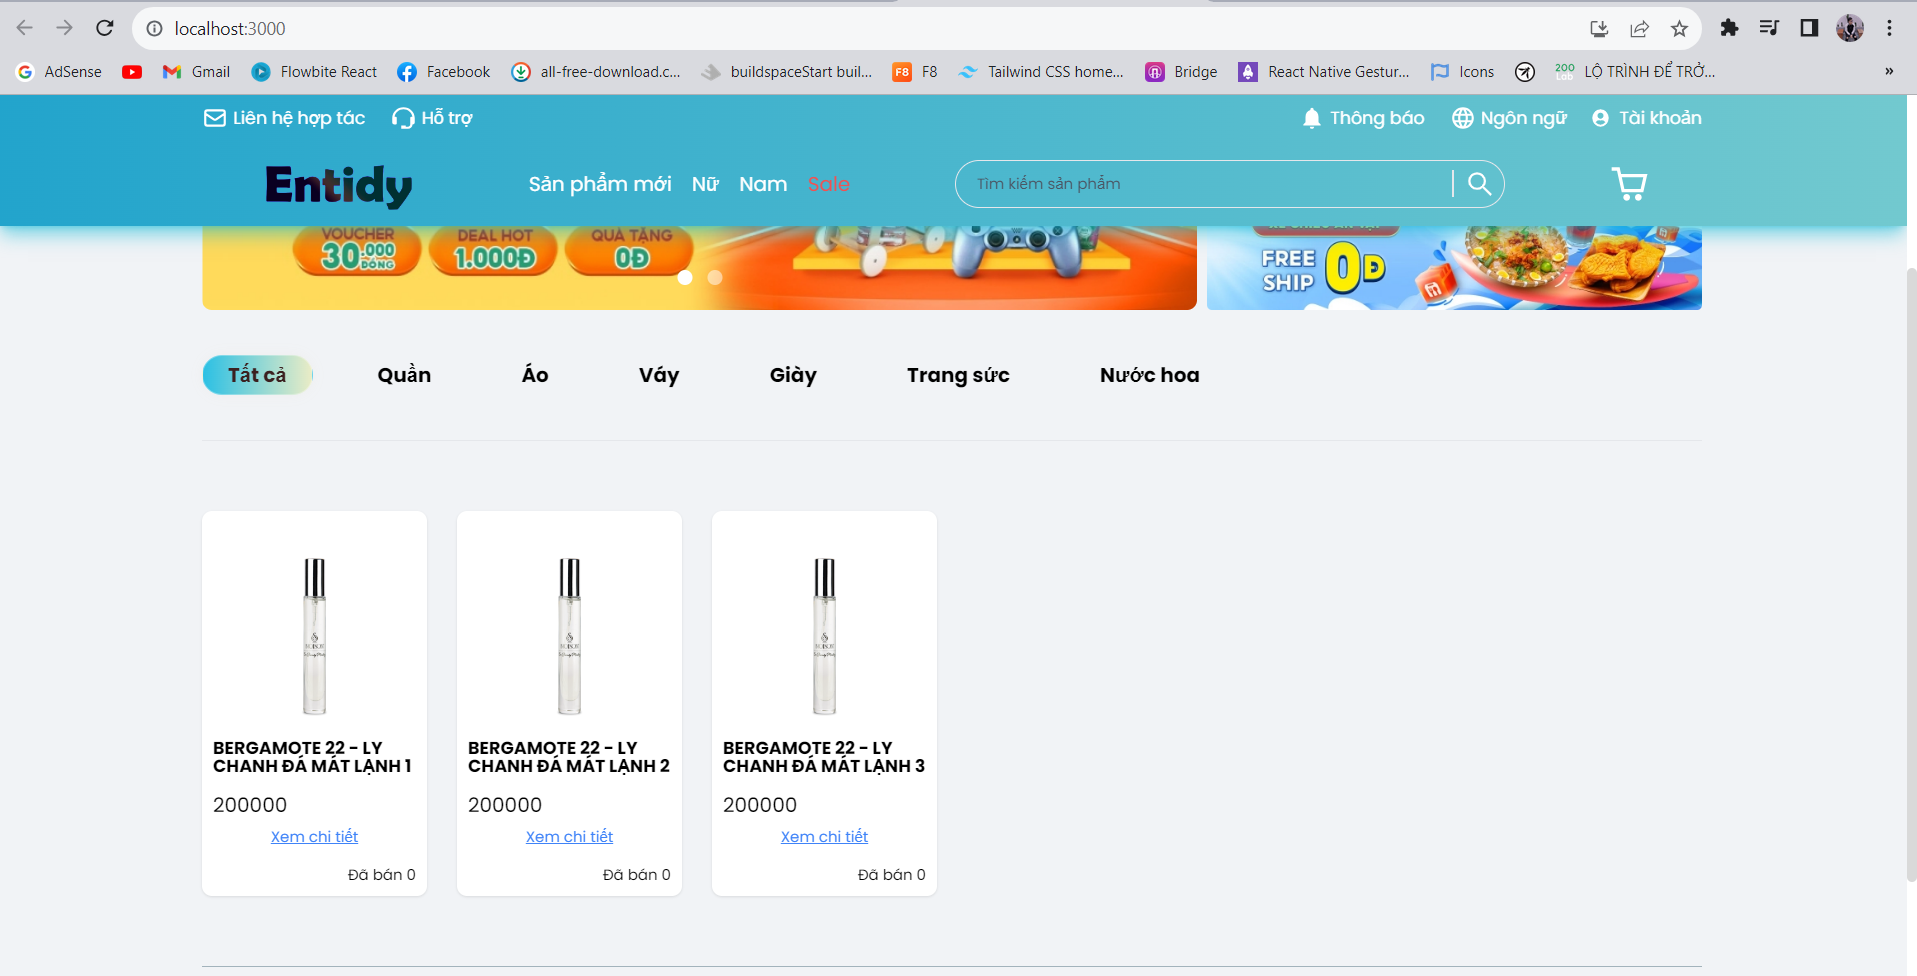 localhost:3000
AdSense
Gmail
Flowbite React
Facebook
all-free-download.c...
buildspaceStart buil...
F8
F8
Tailwind CSS home...
Bridge
React Native Gestur...
Icons
200
Lab
LỘ TRÌNH ĐỂ TRỞ...
»
Liên hệ hợp tác
Hỗ trợ
Thông báo
Ngôn ngữ
Tài khoản
Entidy
Sản phẩm mới
Nữ
Nam
Sale
Tìm kiếm sản phẩm
VOUCHER
30.000
ĐỒNG
DEAL HOT
1.000Đ
QUÀ TẶNG
0Đ
FREE
SHIP
0Đ
Tất cả
Quần
Áo
Váy
Giày
Trang sức
Nước hoa
BERGAMOTE 22 - LY
CHANH ĐÁ MÁT LẠNH 1
200000
Xem chi tiết
Đã bán 0
BERGAMOTE 22 - LY
CHANH ĐÁ MÁT LẠNH 2
200000
Xem chi tiết
Đã bán 0
BERGAMOTE 22 - LY
CHANH ĐÁ MÁT LẠNH 3
200000
Xem chi tiết
Đã bán 0